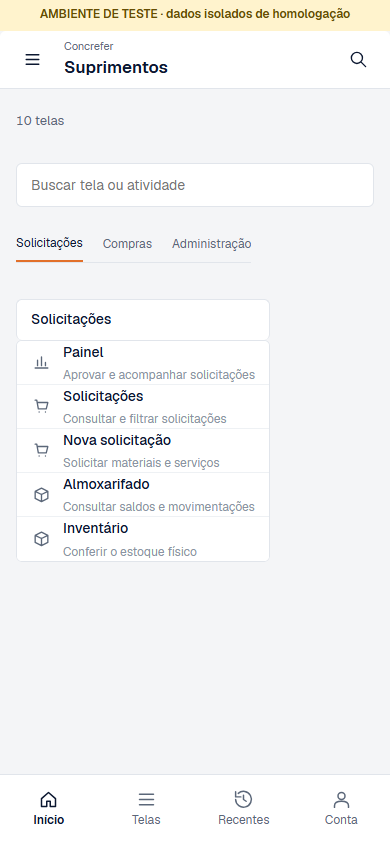 AMBIENTE DE TESTE · dados isolados de homologação
Concrefer
Suprimentos
10 telas
Buscar tela ou atividade
Solicitações
Compras
Administração
Solicitações
Painel
Aprovar e acompanhar solicitações
Solicitações
Consultar e filtrar solicitações
Nova solicitação
Solicitar materiais e serviços
Almoxarifado
Consultar saldos e movimentações
Inventário
Conferir o estoque físico
Início
Telas
Recentes
Conta